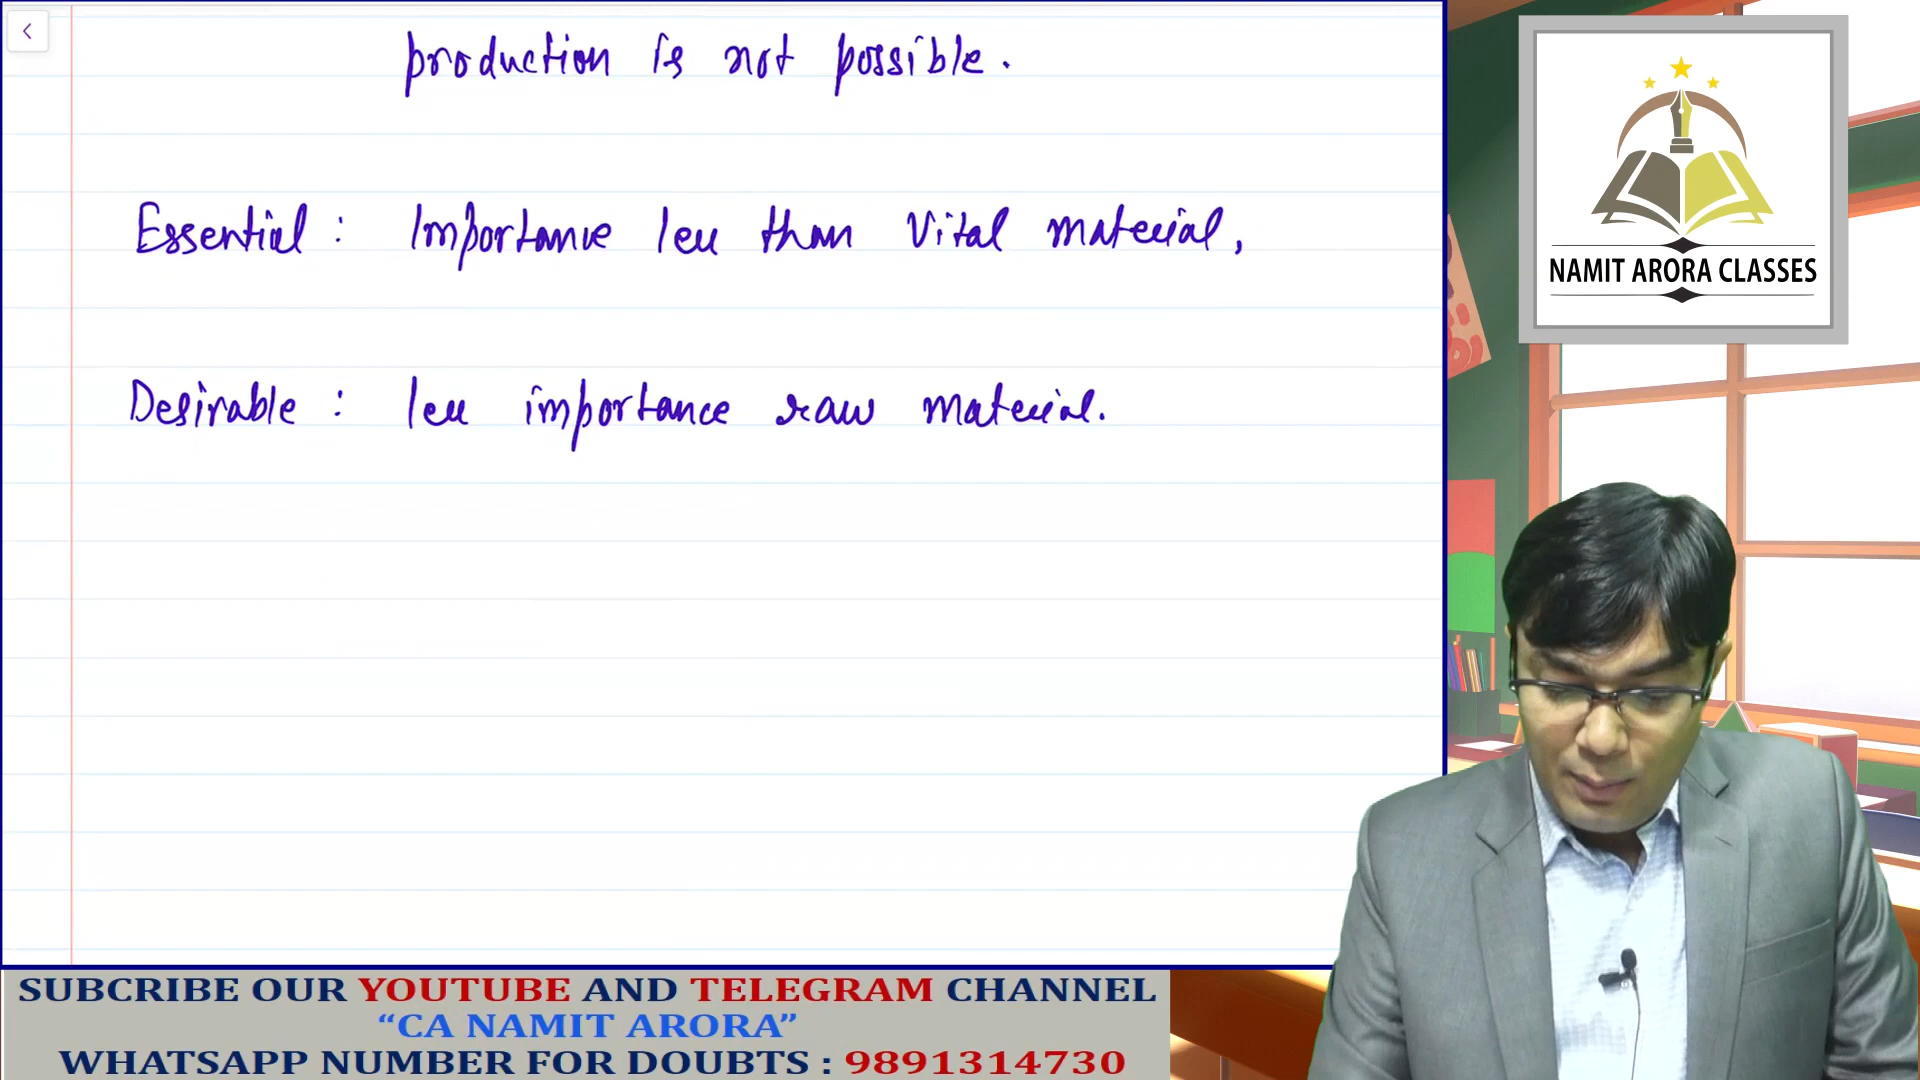 production is not possible.
Essential : Importance less than Vital material,
Desirable : less importance raw material.
NAMIT ARORA CLASSES
SUBCRIBE OUR YOUTUBE AND TELEGRAM CHANNEL
“CA NAMIT ARORA”
WHATSAPP NUMBER FOR DOUBTS : 9891314730